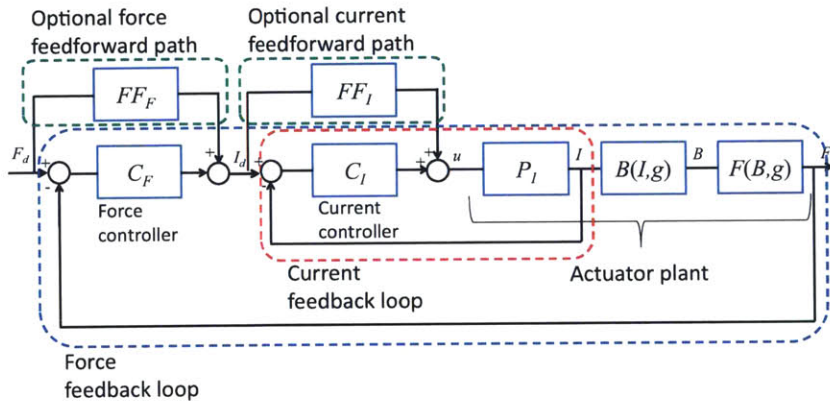 Optional force
feedforward path
Optional current
feedforward path
FF_F
FF_I
F_d
+
-
C_F
Force
controller
+
+
I_d
+
-
C_I
Current
controller
+
+
u
P_I
I
B(I,g)
B
F(B,g)
F
Current
feedback loop
Actuator plant
Force
feedback loop